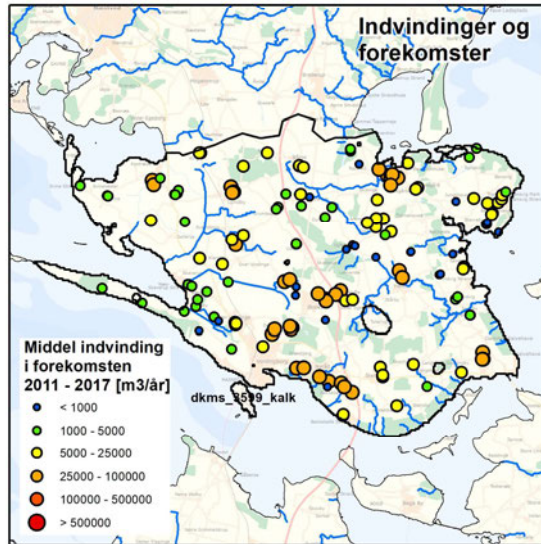 Indvindinger og
forekomster
Middel indvinding
i forekomsten
2011 - 2017 [m3/år]
< 1000
1000 - 5000
5000 - 25000
25000 - 100000
100000 - 500000
> 500000
dkms_3599_kalk